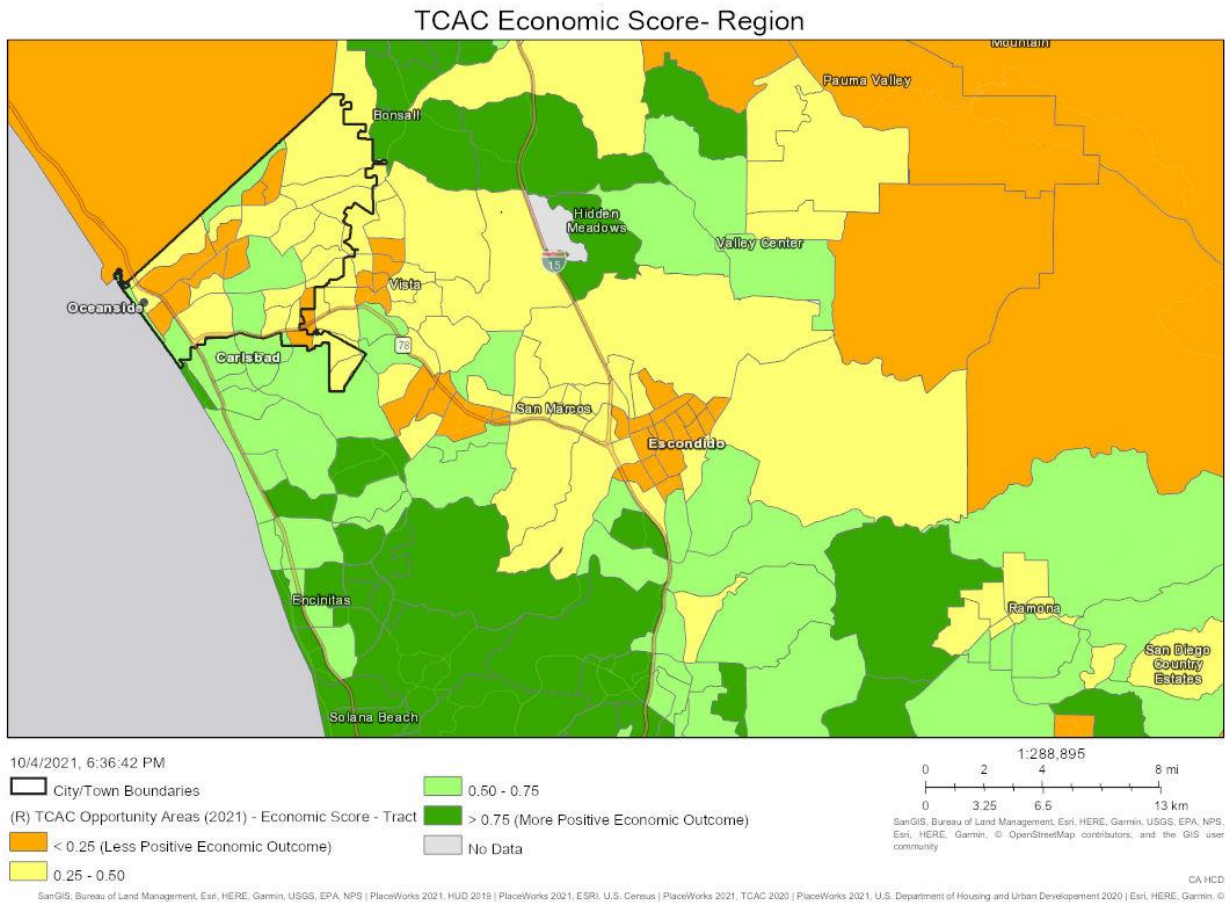 TCAC Economic Score- Region
Mountain
Pauma Valley
Bonsall
Hidden
Meadows
Valley Center
15
Vista
Oceanside
Carlsbad
78
San Marcos
Escondido
Encinitas
Ramona
San Diego
Country
Estates
Solana Beach
10/4/2021, 6:36:42 PM
City/Town Boundaries
(R) TCAC Opportunity Areas (2021) - Economic Score - Tract
< 0.25 (Less Positive Economic Outcome)
0.25 - 0.50
0.50 - 0.75
> 0.75 (More Positive Economic Outcome)
No Data
1:288,895
0 2 4 8 mi
0 3.25 6.5 13 km
SanGIS, Bureau of Land Management, Esri, HERE, Garmin, USGS, EPA, NPS,
Esri, HERE, Garmin, © OpenStreetMap contributors, and the GIS user
community
CA HCD
SanGIS, Bureau of Land Management, Esri, HERE, Garmin, USGS, EPA, NPS | PlaceWorks 2021, HUD 2019 | PlaceWorks 2021, ESRI, U.S. Census | PlaceWorks 2021, TCAC 2020 | PlaceWorks 2021, U.S. Department of Housing and Urban Developement 2020 | Esri, HERE, Garmin, ©